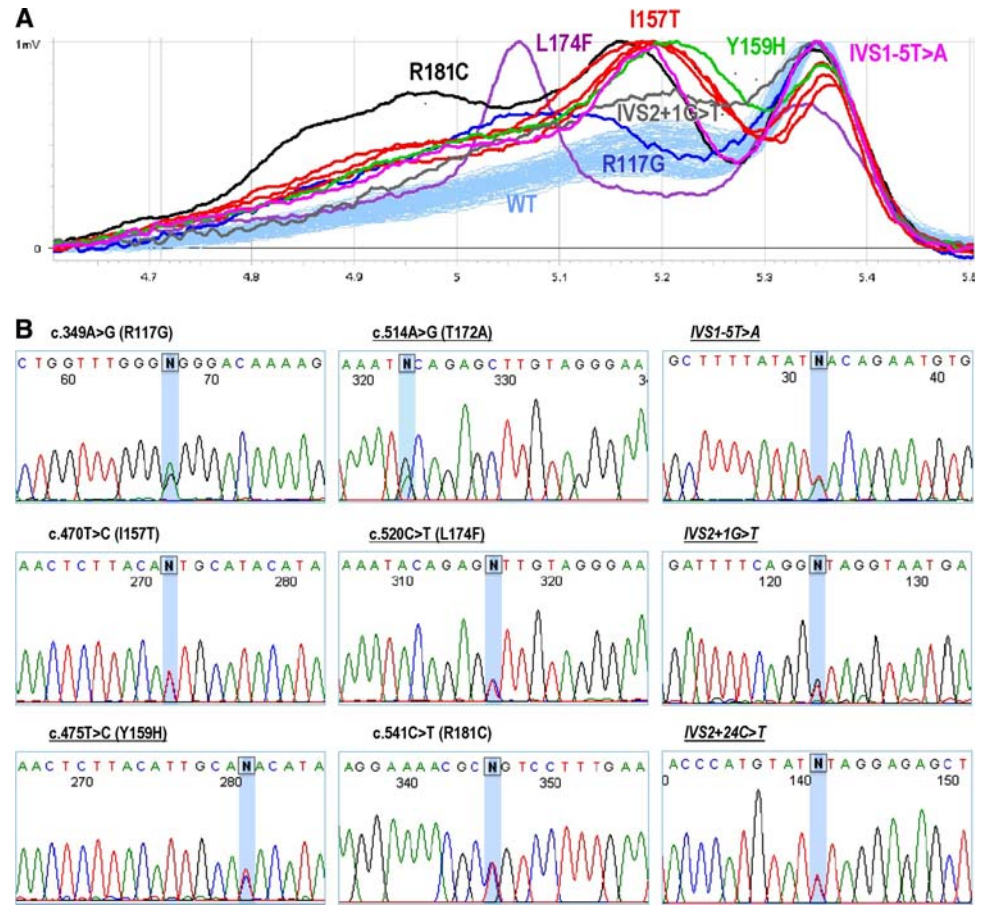 A
1mV
0
R181C
L174F
I157T
Y159H
IVS1-5T>A
IVS2+1G>T
R117G
WT
4.7 4.8 4.9 5 5.1 5.2 5.3 5.4
B
c.349A>G (R117G)
CTGGTTTGGGNGGGACAAAAG
60 70
c.514A>G (T172A)
AAATNCAGAGCTTGTAGGGAA
320 330
IVS1-5T>A
GCTTTTATATNACAGAATGTG
30 40
c.470T>C (I157T)
AACTCTTACANTGCATACATA
270 280
c.520C>T (L174F)
AAATACAGAGNTTGTAGGGAA
310 320
IVS2+1G>T
GATTTTCAGGNTAGGTAATGA
120 130
c.475T>C (Y159H)
AACTCTTACATTGCANACATA
270 280
c.541C>T (R181C)
AGGAAAACGCNGTCCTTTGAA
340 350
IVS2+24C>T
ACCCATGTATNTAGGAGAGCT
140 150